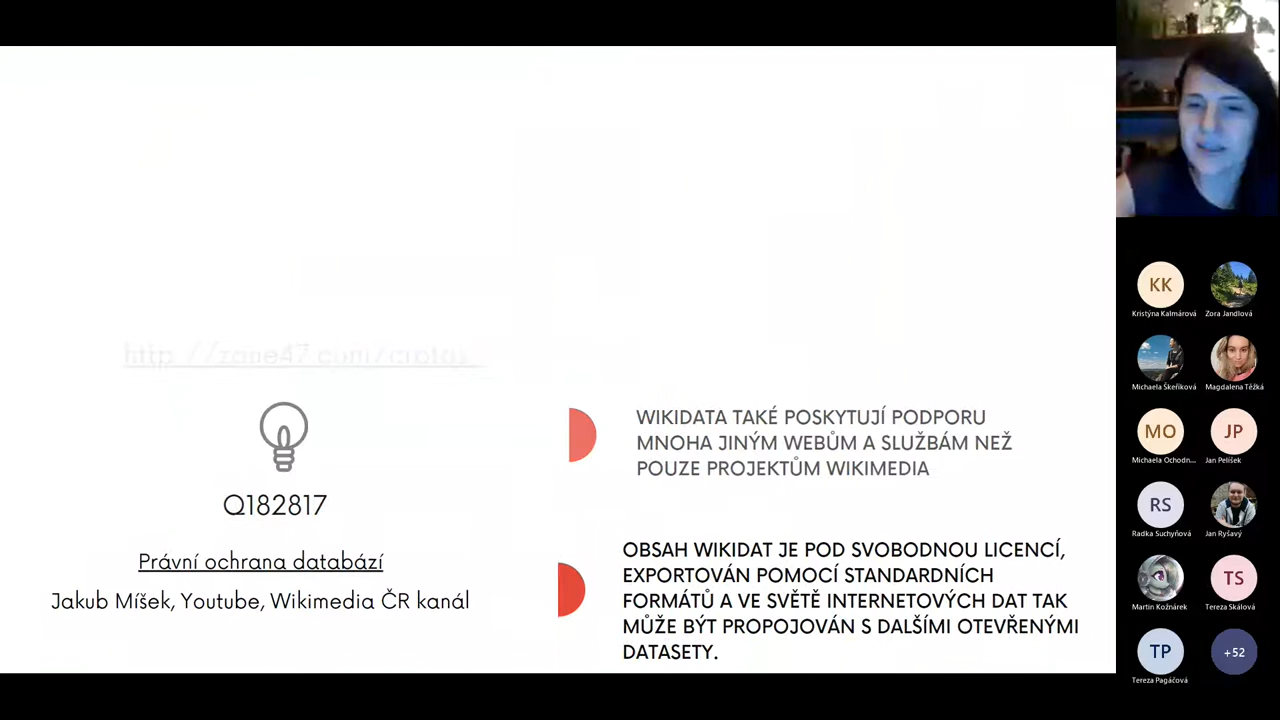 Q182817
Právní ochrana databází
Jakub Míšek, Youtube, Wikimedia ČR kanál
WIKIDATA TAKÉ POSKYTUJÍ PODPORU
MNOHA JINÝM WEBŮM A SLUŽBÁM NEŽ
POUZE PROJEKTŮM WIKIMEDIA
OBSAH WIKIDAT JE POD SVOBODNOU LICENCÍ,
EXPORTOVÁN POMOCÍ STANDARDNÍCH
FORMÁTŮ A VE SVĚTĚ INTERNETOVÝCH DAT TAK
MŮŽE BÝT PROPOJOVÁN S DALŠÍMI OTEVŘENÝMI
DATASETY.
KK
Kristýna Kalmárová
Zora Jandlová
Michaela Škeříková
Magdalena Těžká
MO
Michaela Ochodn...
JP
Jan Pelíšek
RS
Radka Suchyňová
Jan Ryšavý
Martin Kožnárek
TS
Tereza Skálová
TP
Tereza Pagáčová
+52